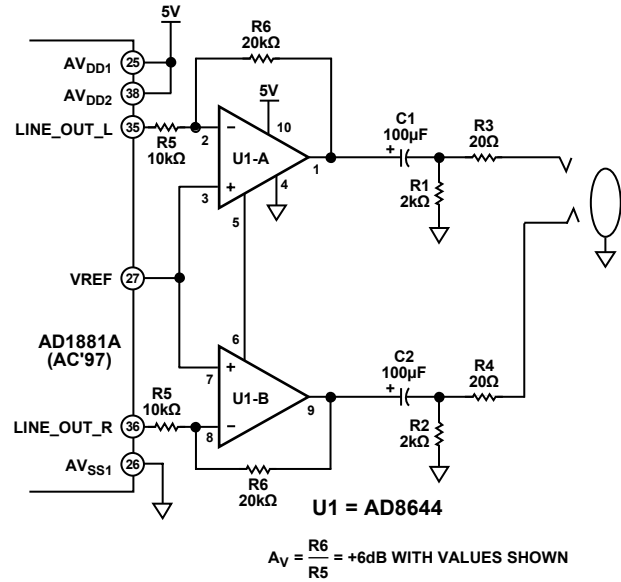 5V
R6
20kΩ
25
AVDD1
38
AVDD2
5V
10
35
LINE_OUT_L
R5
10kΩ
2
−
U1-A
+
3
1
4
5
C1
100µF
+
R3
20Ω
R1
2kΩ
27
VREF
AD1881A
(AC'97)
6
7
+
U1-B
−
8
9
C2
100µF
+
R4
20Ω
R2
2kΩ
R5
10kΩ
36
LINE_OUT_R
26
AVSS1
R6
20kΩ
U1 = AD8644
AV = R6/R5 = +6dB WITH VALUES SHOWN